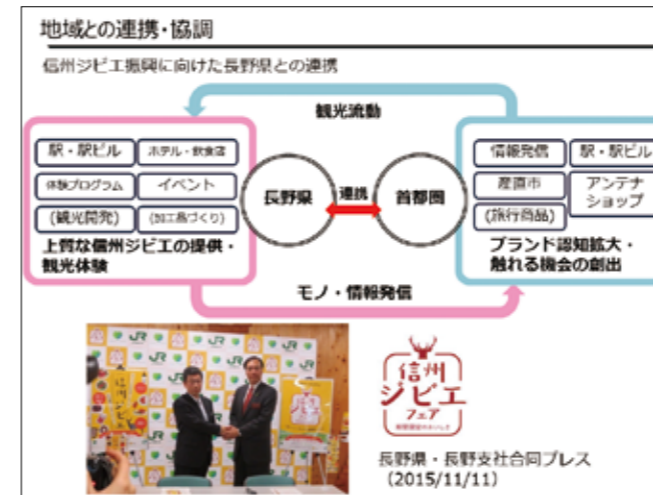 地域との連携・協調
信州ジビエ振興に向けた長野県との連携
観光流動
駅・駅ビル
ホテル・飲食店
体験プログラム
イベント
(観光開発)
(加工品づくり)
上質な信州ジビエの提供・
観光体験
長野県
連携
首都圏
情報発信
駅・駅ビル
産直市
アンテナ
ショップ
(旅行商品)
ブランド認知拡大・
触れる機会の創出
モノ・情報発信
JR
信州ジビエ
信州
ジビエ
フェア
長野県・長野支社合同プレス
(2015/11/11)